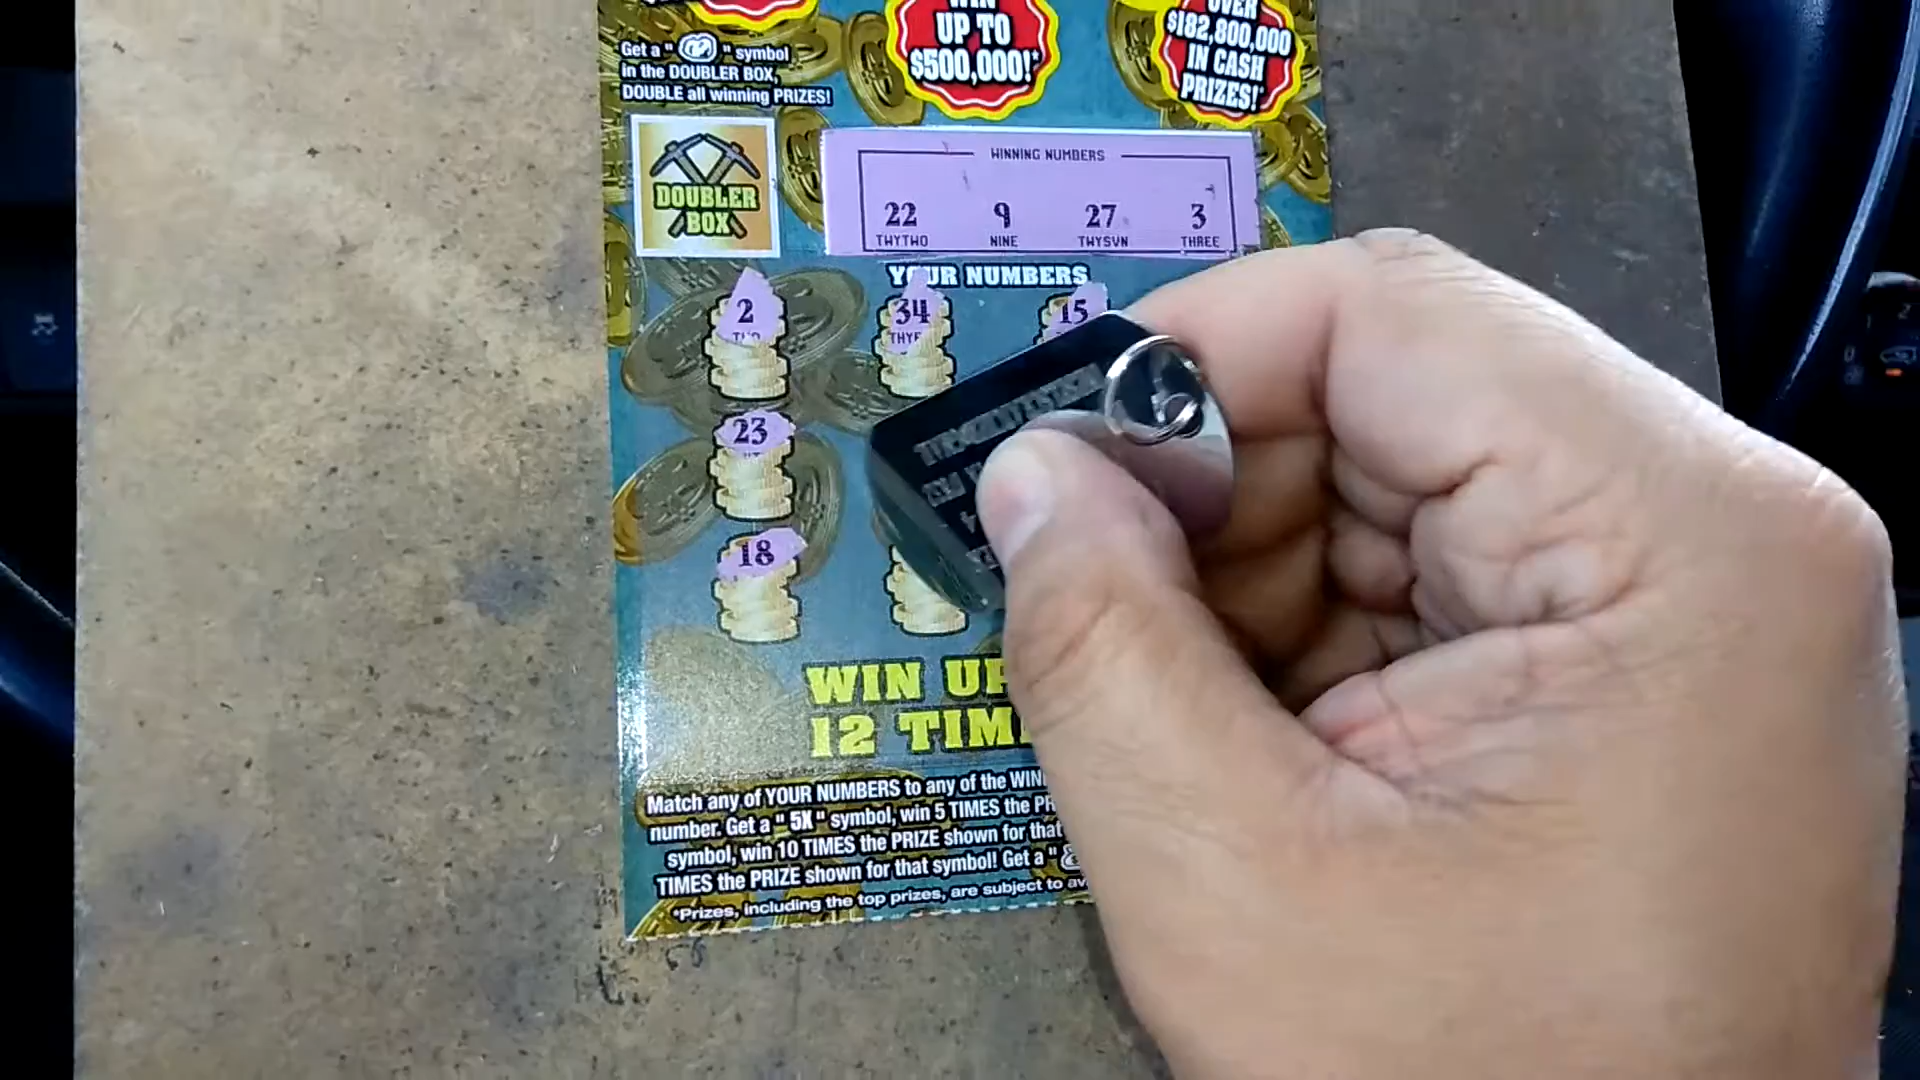 WIN
UP TO
$500,000!*
OVER
$182,800,000
IN CASH
PRIZES!*
Get a " " symbol
in the DOUBLER BOX,
DOUBLE all winning PRIZES!
DOUBLER
BOX
WINNING NUMBERS
22 9 27 3
TWYTWO NINE TWYSVN THREE
YOUR NUMBERS
2 34 15
23
18
WIN UP
12 TIM
Match any of YOUR NUMBERS to any of the WIN
number. Get a " 5X " symbol, win 5 TIMES the PR
symbol, win 10 TIMES the PRIZE shown for that
TIMES the PRIZE shown for that symbol! Get a "
*Prizes, including the top prizes, are subject to av